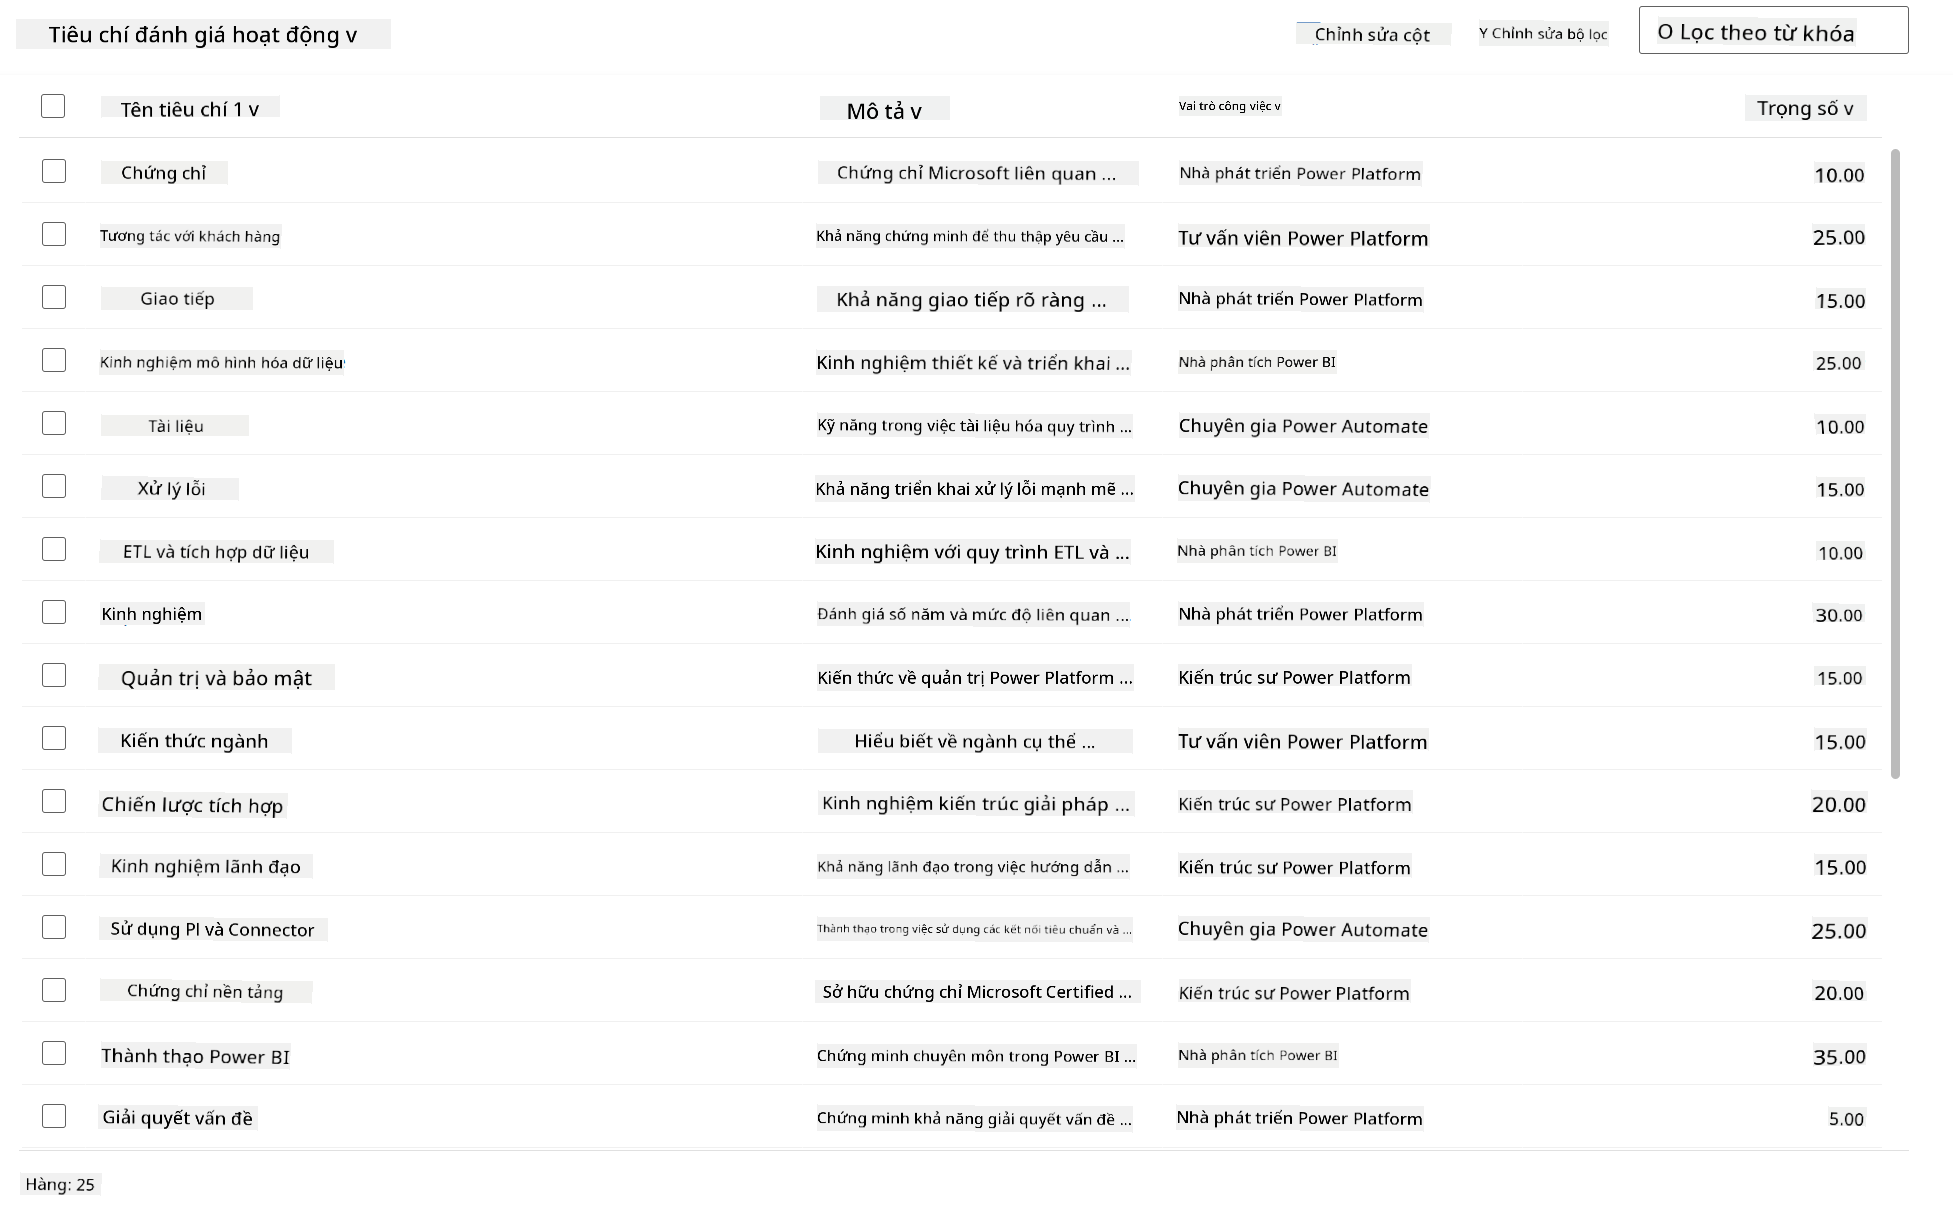 Tiêu chí đánh giá hoạt động v
Chỉnh sửa cột
Y Chỉnh sửa bộ lọc
O Lọc theo từ khóa
Tên tiêu chí 1 v Mô tả v Vai trò công việc v Trọng số v
Chứng chỉ Chứng chỉ Microsoft liên quan ... Nhà phát triển Power Platform 10.00
Tương tác với khách hàng Khả năng chứng minh để thu thập yêu cầu ... Tư vấn viên Power Platform 25.00
Giao tiếp Khả năng giao tiếp rõ ràng ... Nhà phát triển Power Platform 15.00
Kinh nghiệm mô hình hóa dữ liệu Kinh nghiệm thiết kế và triển khai ... Nhà phân tích Power BI 25.00
Tài liệu Kỹ năng trong việc tài liệu hóa quy trình ... Chuyên gia Power Automate 10.00
Xử lý lỗi Khả năng triển khai xử lý lỗi mạnh mẽ ... Chuyên gia Power Automate 15.00
ETL và tích hợp dữ liệu Kinh nghiệm với quy trình ETL và ... Nhà phân tích Power BI 10.00
Kinh nghiệm Đánh giá số năm và mức độ liên quan ... Nhà phát triển Power Platform 30.00
Quản trị và bảo mật Kiến thức về quản trị Power Platform ... Kiến trúc sư Power Platform 15.00
Kiến thức ngành Hiểu biết về ngành cụ thể ... Tư vấn viên Power Platform 15.00
Chiến lược tích hợp Kinh nghiệm kiến trúc giải pháp ... Kiến trúc sư Power Platform 20.00
Kinh nghiệm lãnh đạo Khả năng lãnh đạo trong việc hướng dẫn ... Kiến trúc sư Power Platform 15.00
Sử dụng PI và Connector Thành thạo trong việc sử dụng các kết nối tiêu chuẩn và ... Chuyên gia Power Automate 25.00
Chứng chỉ nền tảng Sở hữu chứng chỉ Microsoft Certified ... Kiến trúc sư Power Platform 20.00
Thành thạo Power BI Chứng minh chuyên môn trong Power BI ... Nhà phân tích Power BI 35.00
Giải quyết vấn đề Chứng minh khả năng giải quyết vấn đề ... Nhà phát triển Power Platform 5.00
Hàng: 25